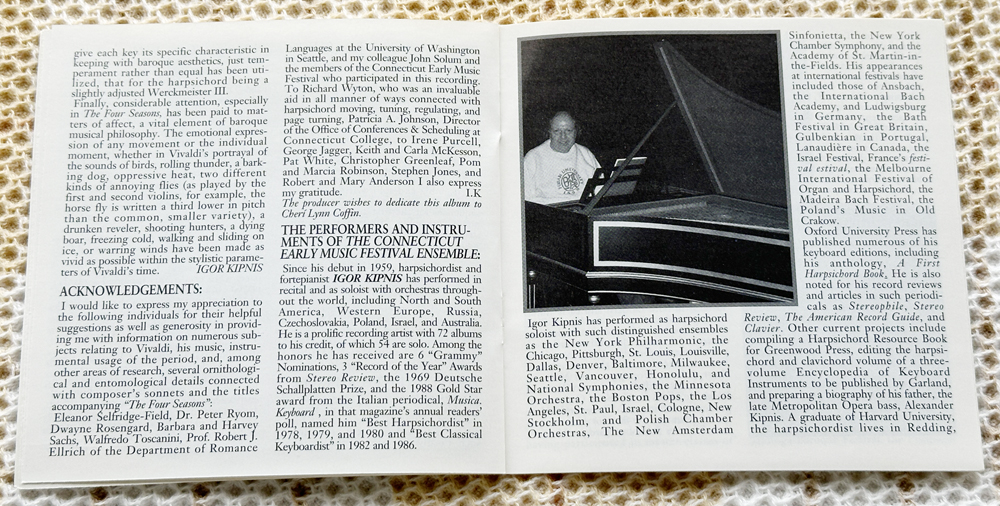 give each key its specific characteristic in
keeping with baroque aesthetics, just tem-
perament rather than equal has been uti-
lized, that for the harpsichord being a
slightly adjusted Werckmeister III.
Finally, considerable attention, especially
in The Four Seasons, has been paid to mat-
ters of affect, a vital element of baroque
musical philosophy. The emotional expres-
sion of any movement or the individual
moment, whether in Vivaldi's portrayal of
the sounds of birds, rolling thunder, a bark-
ing dog, oppressive heat, two different
kinds of annoying flies (as played by the
first and second violins, for example, the
horse fly is written a third lower in pitch
than the common, smaller variety), a
drunken reveler, shooting hunters, a dying
boar, freezing cold, walking and sliding on
ice, or warring winds have been made as
vivid as possible within the stylistic parame-
ters of Vivaldi's time. IGOR KIPNIS
ACKNOWLEDGEMENTS:
I would like to express my appreciation to
the following individuals for their helpful
suggestions as well as generosity in provid-
ing me with information on numerous sub-
jects relating to Vivaldi, his music, instru-
mental usage of the period, and, among
other areas of research, several ornithologi-
cal and entomological details connected
with composer's sonnets and the titles
accompanying "The Four Seasons".
Eleanor Selfridge-Field, Dr. Peter Ryom,
Dwayne Rosengard, Barbara and Harvey
Sachs, Walfredo Toscanini, Prof. Robert J.
Ellrich of the Department of Romance
Languages at the University of Washington
in Seattle, and my colleague John Solum and
the members of the Connecticut Early Music
Festival who participated in this recording.
To Richard Wyton, who was an invaluable
aid in all manner of ways connected with
harpsichord moving, tuning, regulating, and
page turning, Patricia A. Johnson, Director
of the Office of Conferences & Scheduling at
Connecticut College, to Irene Purcell,
George Jagger, Keith and Carla McKesson,
Pat White, Christopher Greenleaf, Pom
and Marcia Robinson, Stephen Jones, and
Robert and Mary Anderson I also express
my gratitude. I.K
The producer wishes to dedicate this album to
Cheri Lynn Coffin.
THE PERFORMERS AND INSTRU-
MENTS OF THE CONNECTICUT
EARLY MUSIC FESTIVAL ENSEMBLE:
Since his debut in 1959, harpsichordist and
fortepianist IGOR KIPNIS has performed in
recital and as soloist with orchestras through-
out the world, including North and South
America, Western Europe, Russia,
Czechoslovakia, Poland, Israel, and Australia.
He is a prolific recording artist with 72 albums
to his credit, of which 54 are solo. Among the
honors he has received are 6 "Grammy"
Nominations, 3 "Record of the Year" Awards
from Stereo Review, the 1969 Deutsche
Schallplatten Prize, and the 1988 Gold Star
award from the Italian periodical, Musica.
Keyboard , in that magazine's annual readers'
poll, named him "Best Harpsichordist" in
1978, 1979, and 1980 and "Best Classical
Keyboardist" in 1982 and 1986.
Igor Kipnis has performed as harpsichord
soloist with such distinguished ensembles
as the New York Philharmonic, the
Chicago, Pittsburgh, St. Louis, Louisville,
Dallas, Denver, Baltimore, Milwaukee,
Seattle, Vancouver, Honolulu, and
National Symphonies, the Minnesota
Orchestra, the Boston Pops, the Los
Angeles, St. Paul, Israel, Cologne, New
Stockholm, and Polish Chamber
Orchestras, The New Amsterdam
Sinfonietta, the New York
Chamber Symphony, and the
Academy of St. Martin-in-
the-Fields. His appearances
at international festivals have
included those of Ansbach,
the International Bach
Academy, and Ludwigsburg
in Germany, the Bath
Festival in Great Britain,
Gulbenkian in Portugal,
Lanaudière in Canada, the
Israel Festival, France's festi-
val estival, the Melbourne
International Festival of
Organ and Harpsichord, the
Madeira Bach Festival, the
Poland's Music in Old
Crakow.
Oxford University Press has
published numerous of his
keyboard editions, including
his anthology, A First
Harpsichord Book, He is also
noted for his record reviews
and articles in such periodi-
cals as Stereophile, Stereo
Review, The American Record Guide, and
Clavier. Other current projects include
compiling a Harpsichord Resource Book
for Greenwood Press, editing the harpsi-
chord and clavichord volume of a three-
volume Encyclopedia of Keyboard
Instruments to be published by Garland,
and preparing a biography of his father, the
late Metropolitan Opera bass, Alexander
Kipnis. A graduate of Harvard University,
the harpsichordist lives in Redding,